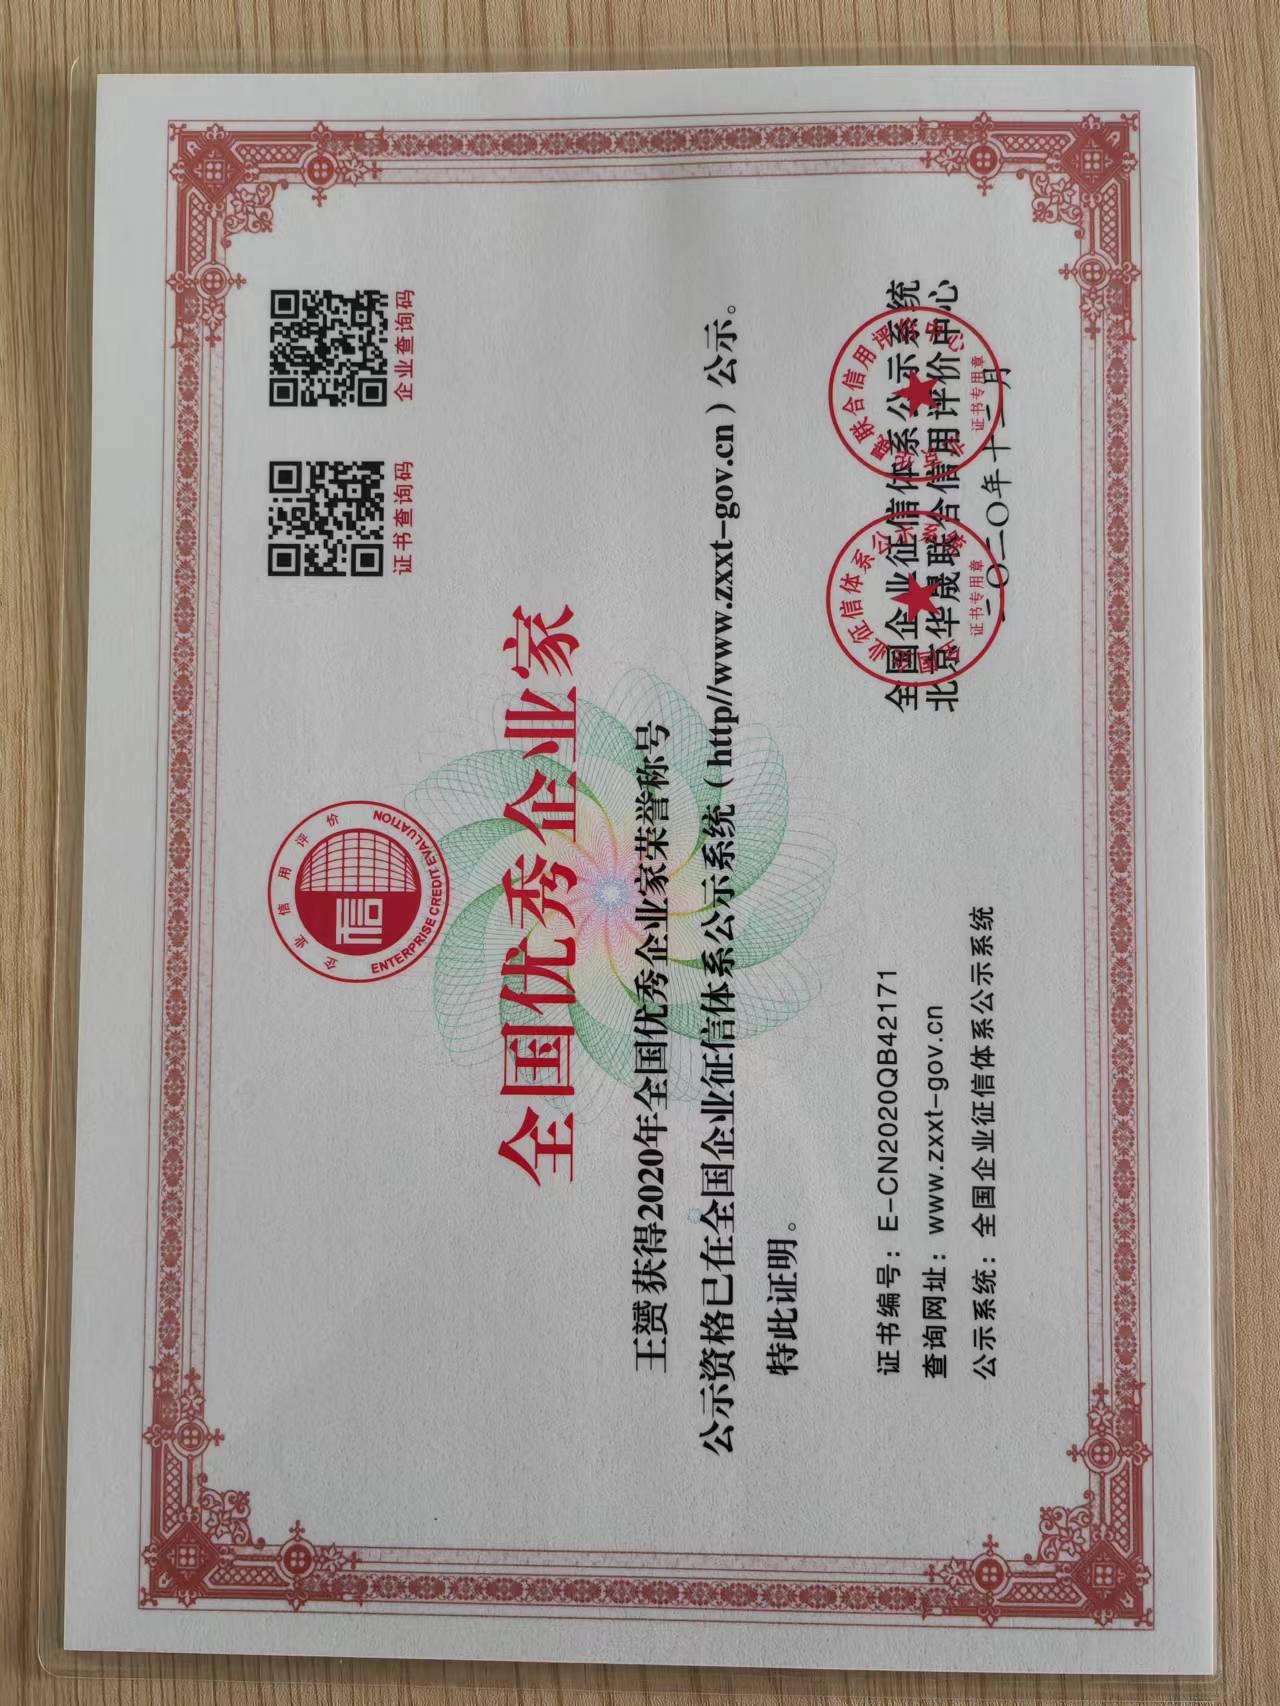 证书查询码
企业查询码
企业信用评价
信
ENTERPRISE CREDIT EVALUATION
全国优秀企业家
王赟 获得2020年全国优秀企业家荣誉称号
公示资格已在全国企业征信体系公示系统（http//www.zxxt-gov.cn）公示。
特此证明。
证书编号：E-CN2020QB42171
查询网址：www.zxxt-gov.cn
公示系统：全国企业征信体系公示系统
全国企业征信体系公示系统
北京华晟联合信用评价中心
二〇二〇年十二月
证书专用章
证书专用章